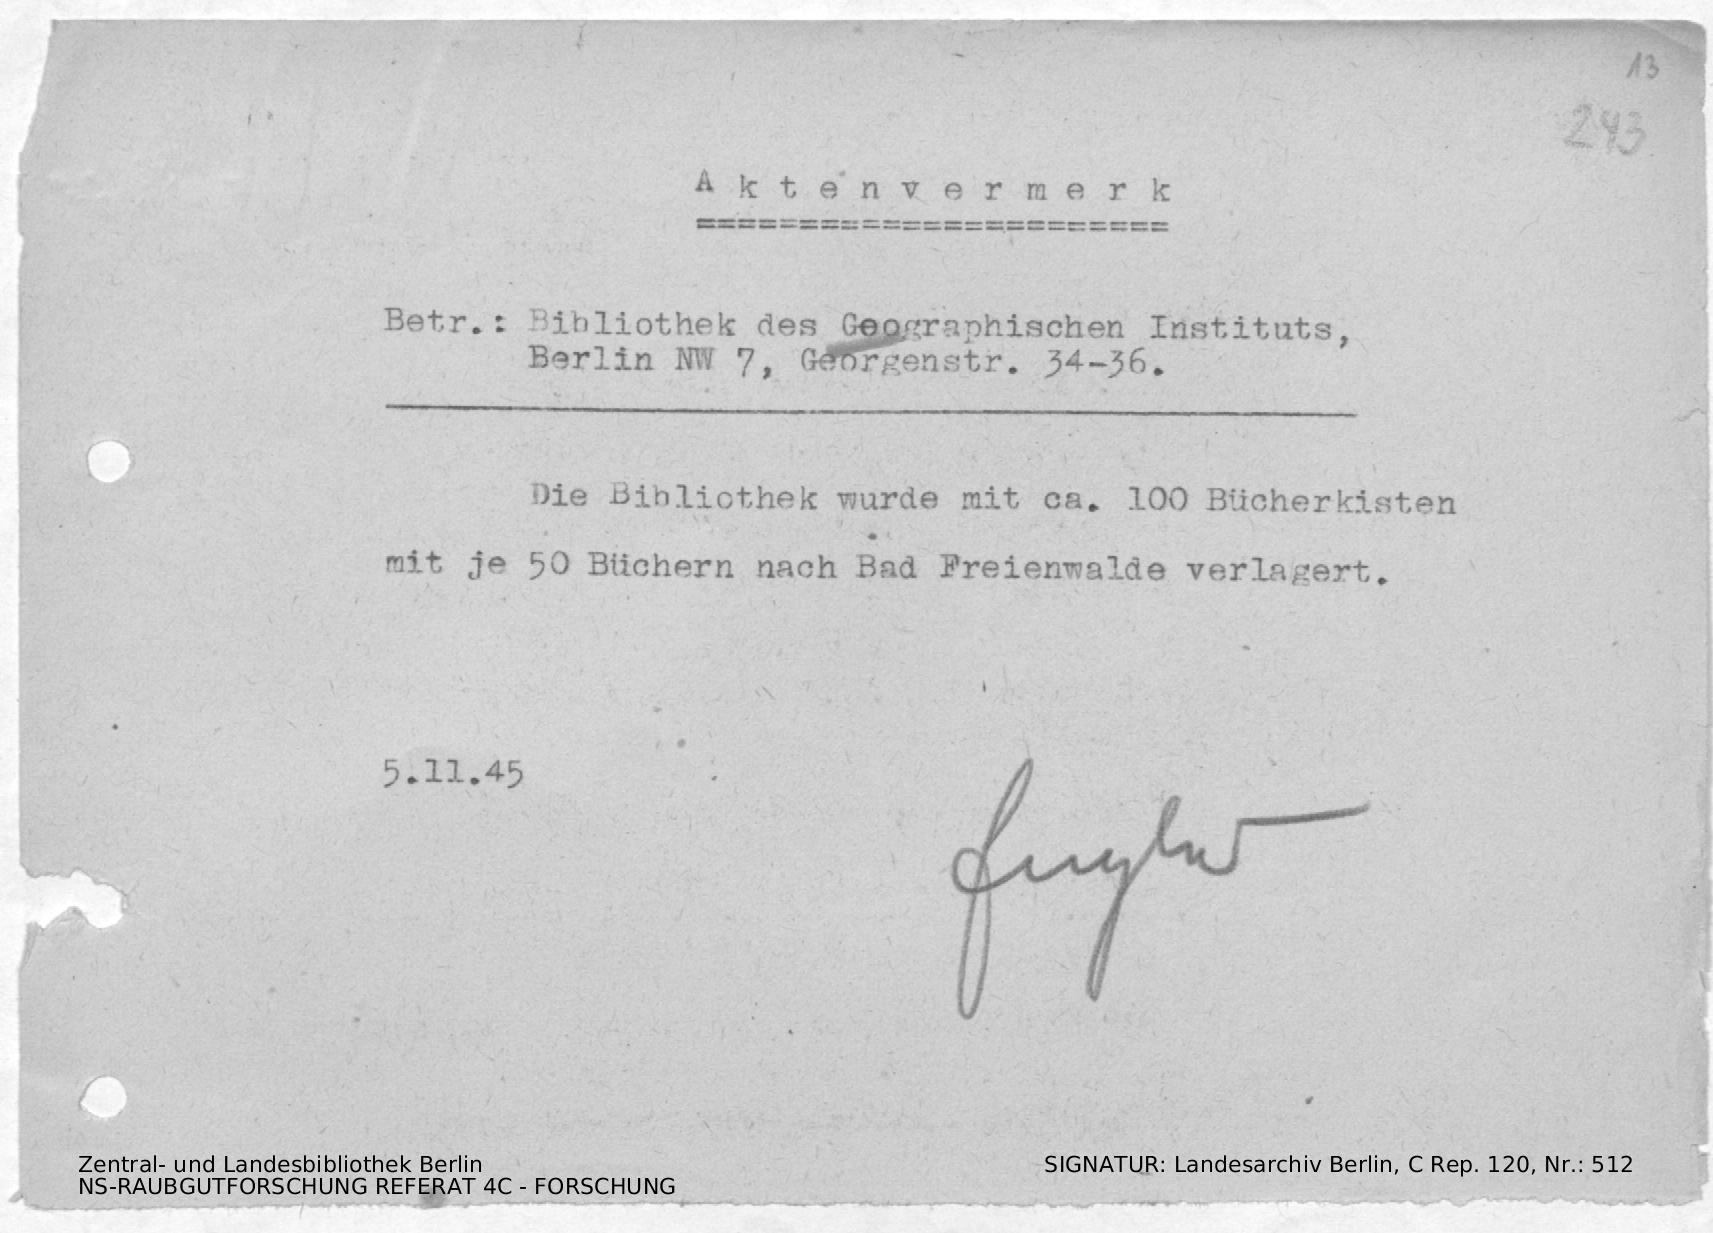 13
243
A k t e n v e r m e r k
=======================
Betr.: Bibliothek des Geographischen Instituts,
Berlin NW 7, Georgenstr. 34-36.
Die Bibliothek wurde mit ca. 100 Bücherkisten
mit je 50 Büchern nach Bad Freienwalde verlagert.
5.11.45
Zentral- und Landesbibliothek Berlin
NS-RAUBGUTFORSCHUNG REFERAT 4C - FORSCHUNG
SIGNATUR: Landesarchiv Berlin, C Rep. 120, Nr.: 512